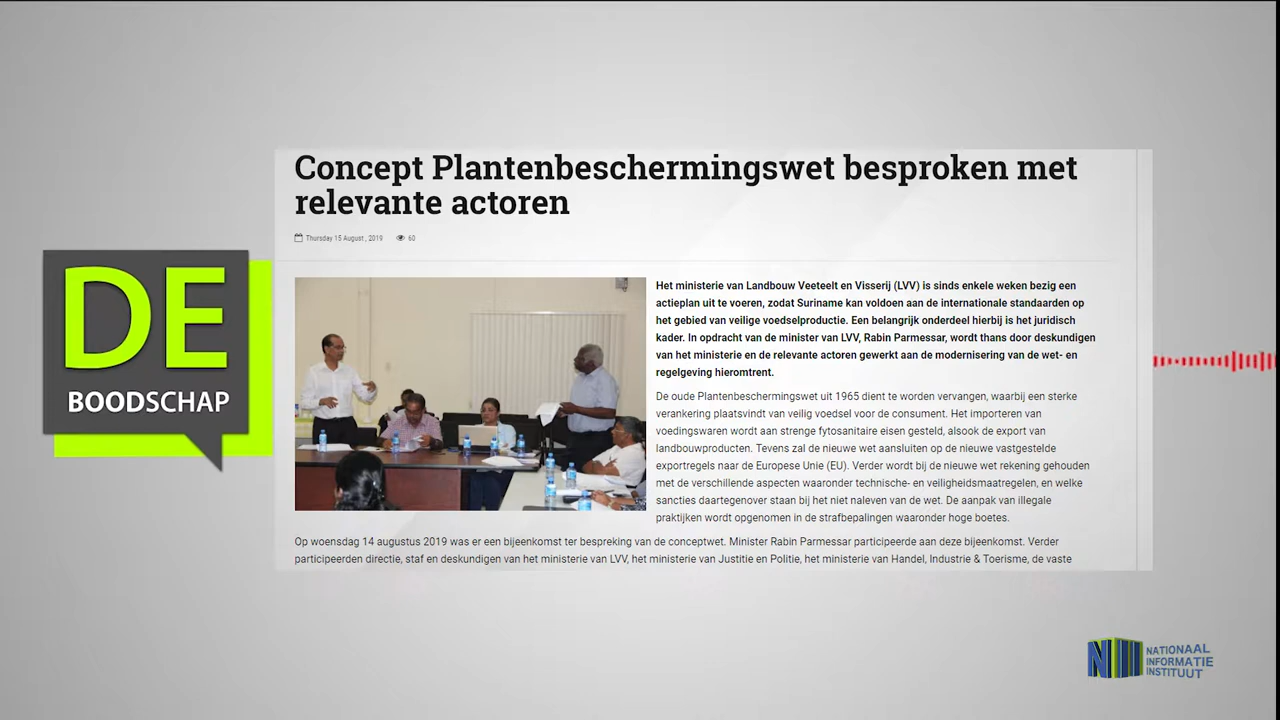 Concept Plantenbeschermingswet besproken met
relevante actoren
Thursday 15 August , 2019 60
DE
BOODSCHAP
Het ministerie van Landbouw Veeteelt en Visserij (LVV) is sinds enkele weken bezig een
actieplan uit te voeren, zodat Suriname kan voldoen aan de internationale standaarden op
het gebied van veilige voedselproductie. Een belangrijk onderdeel hierbij is het juridisch
kader. In opdracht van de minister van LVV, Rabin Parmessar, wordt thans door deskundigen
van het ministerie en de relevante actoren gewerkt aan de modernisering van de wet- en
regelgeving hieromtrent.
De oude Plantenbeschermingswet uit 1965 dient te worden vervangen, waarbij een sterke
verankering plaatsvindt van veilig voedsel voor de consument. Het importeren van
voedingswaren wordt aan strenge fytosanitaire eisen gesteld, alsook de export van
landbouwproducten. Tevens zal de nieuwe wet aansluiten op de nieuwe vastgestelde
exportregels naar de Europese Unie (EU). Verder wordt bij de nieuwe wet rekening gehouden
met de verschillende aspecten waaronder technische- en veiligheidsmaatregelen, en welke
sancties daartegenover staan bij het niet naleven van de wet. De aanpak van illegale
praktijken wordt opgenomen in de strafbepalingen waaronder hoge boetes.
Op woensdag 14 augustus 2019 was er een bijeenkomst ter bespreking van de conceptwet. Minister Rabin Parmessar participeerde aan deze bijeenkomst. Verder
participeerden directie, staf en deskundigen van het ministerie van LVV, het ministerie van Justitie en Politie, het ministerie van Handel, Industrie & Toerisme, de vaste
NATIONAAL
INFORMATIE
INSTITUUT